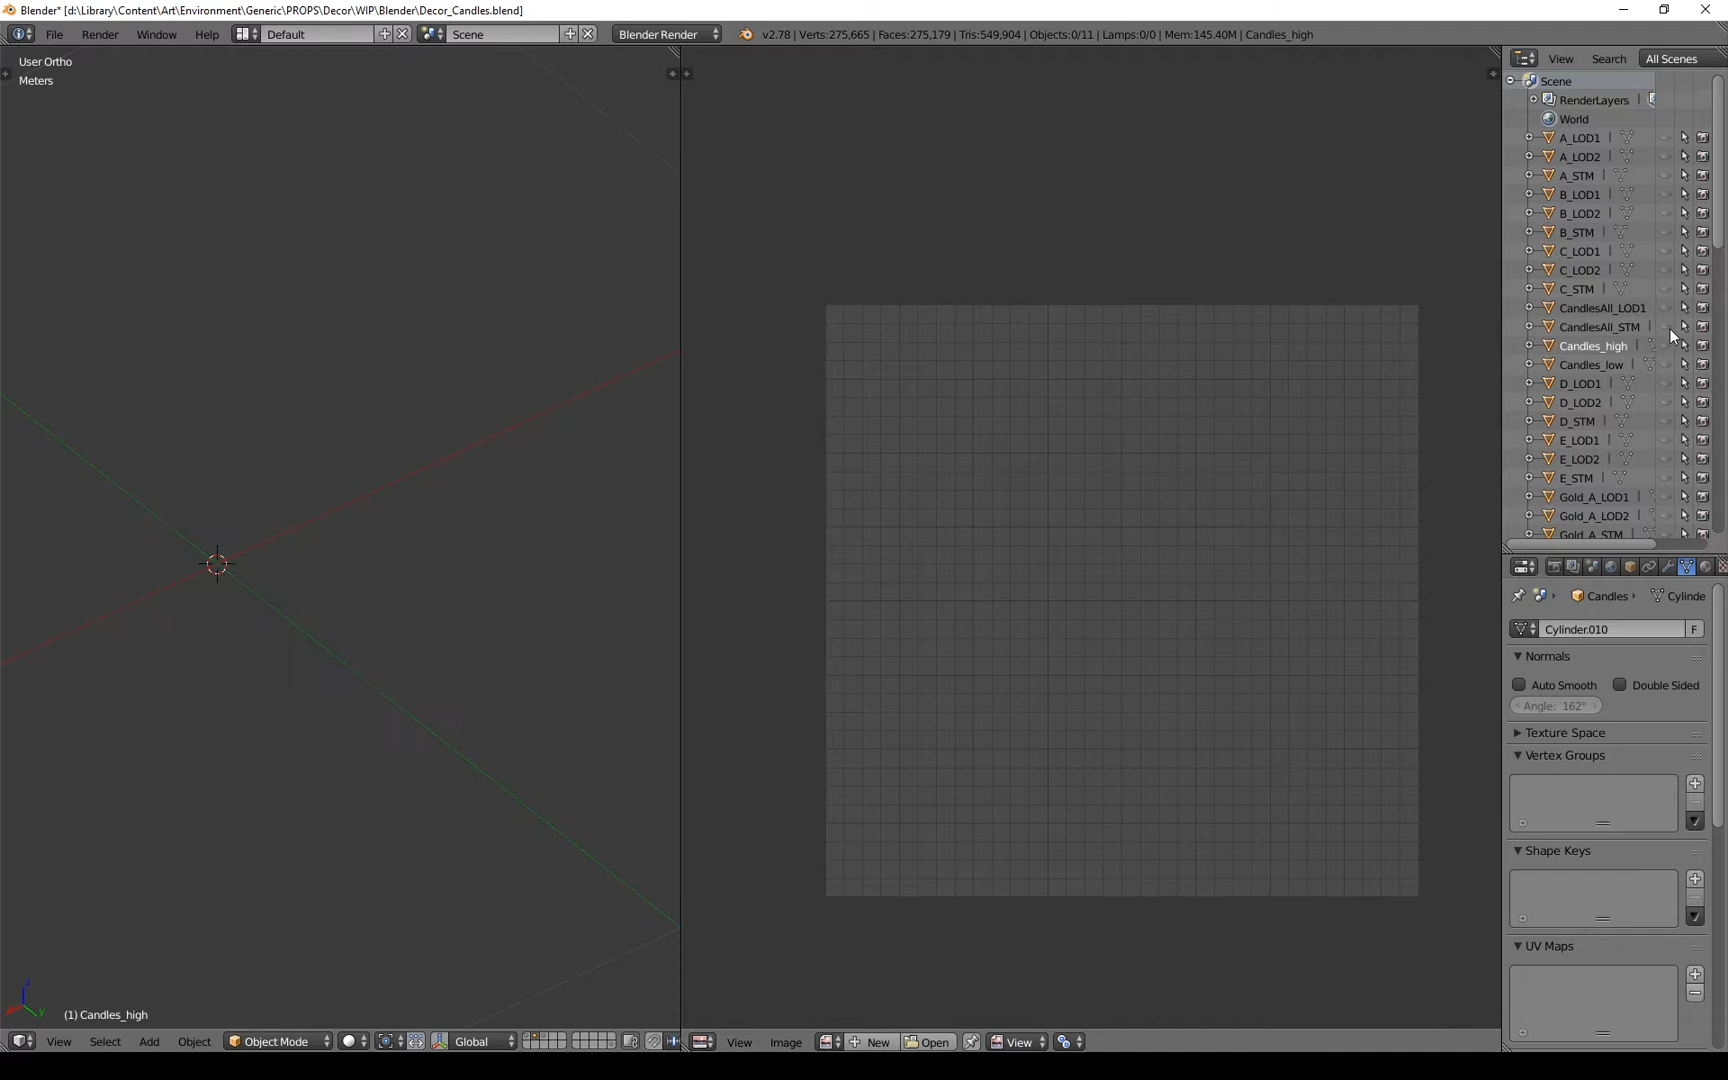 Blender* [d:\Library\Content\Art\Environment\Generic\PROPS\Decor\WIP\Blender\Decor_Candles.blend]
File Render Window Help Default Scene Blender Render v2.78 | Verts:275,665 | Faces:275,179 | Tris:549,904 | Objects:0/11 | Lamps:0/0 | Mem:145.40M | Candles_high
User Ortho
Meters
View Search All Scenes
Scene
RenderLayers
World
A_LOD1
A_LOD2
A_STM
B_LOD1
B_LOD2
B_STM
C_LOD1
C_LOD2
C_STM
CandlesAll_LOD1
CandlesAll_STM
Candles_high
Candles_low
D_LOD1
D_LOD2
D_STM
E_LOD1
E_LOD2
E_STM
Gold_A_LOD1
Gold_A_LOD2
Gold_A_STM
Candles Cylinde
Cylinder.010 F
Normals
Auto Smooth Double Sided
Angle: 162°
Texture Space
Vertex Groups
Shape Keys
UV Maps
z
y
(1) Candles_high
View Select Add Object Object Mode Global
View Image New Open View